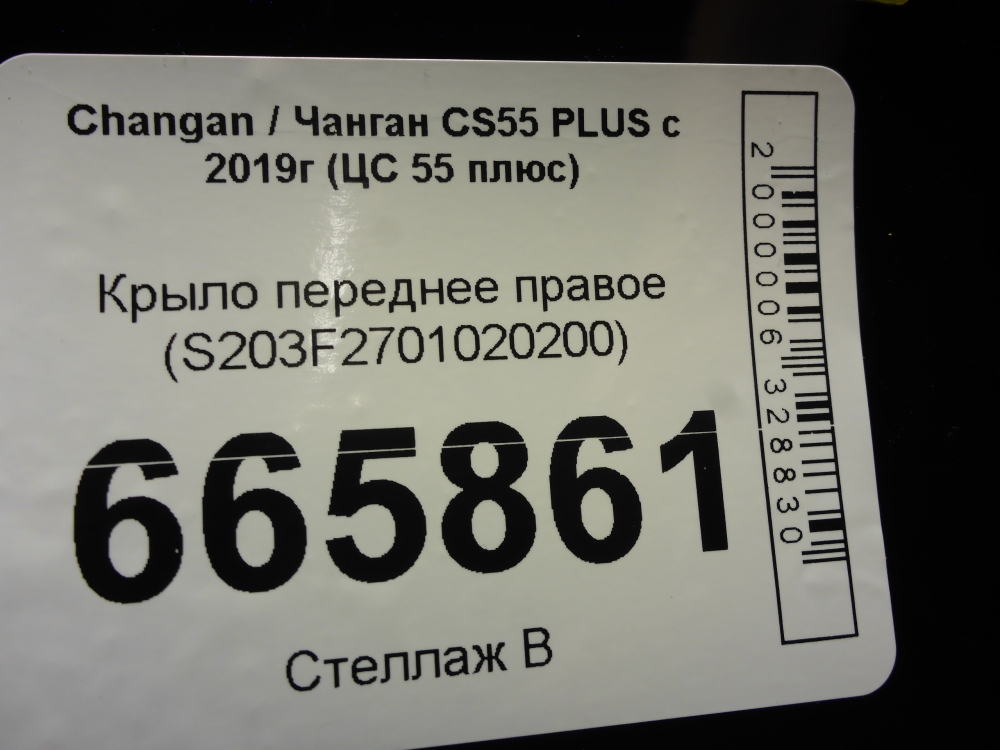 Changan / Чанган CS55 PLUS с
2019г (ЦС 55 плюс)
Крыло переднее правое
(S203F2701020200)
665861
Стеллаж В
2000006328830